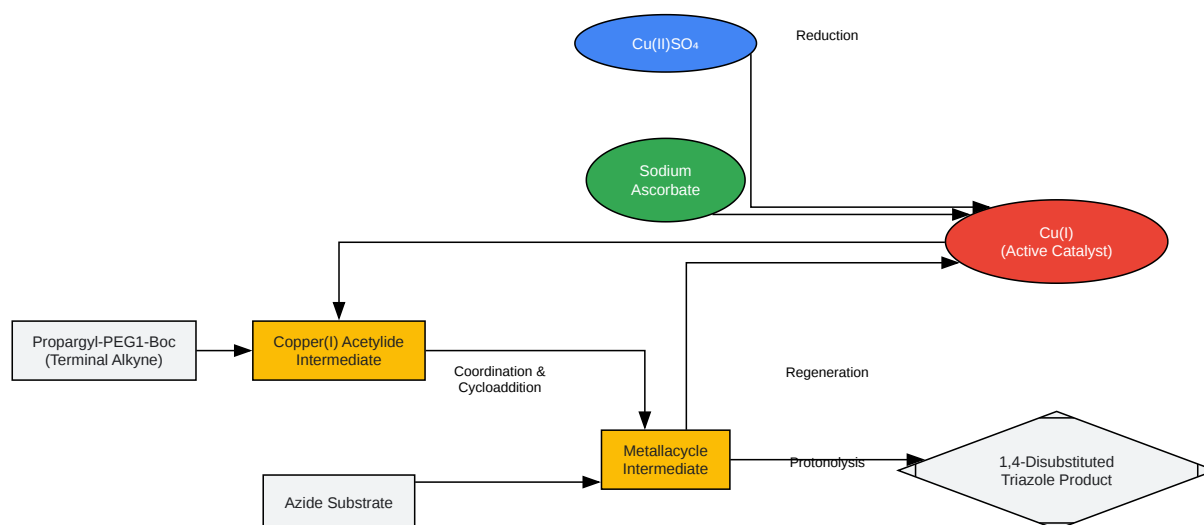 Cu(II)SO₄
Reduction
Sodium
Ascorbate
Cu(I)
(Active Catalyst)
Propargyl-PEG1-Boc
(Terminal Alkyne)
Copper(I) Acetylide
Intermediate
Coordination &
Cycloaddition
Regeneration
Metallacycle
Intermediate
Protonolysis
1,4-Disubstituted
Triazole Product
Azide Substrate